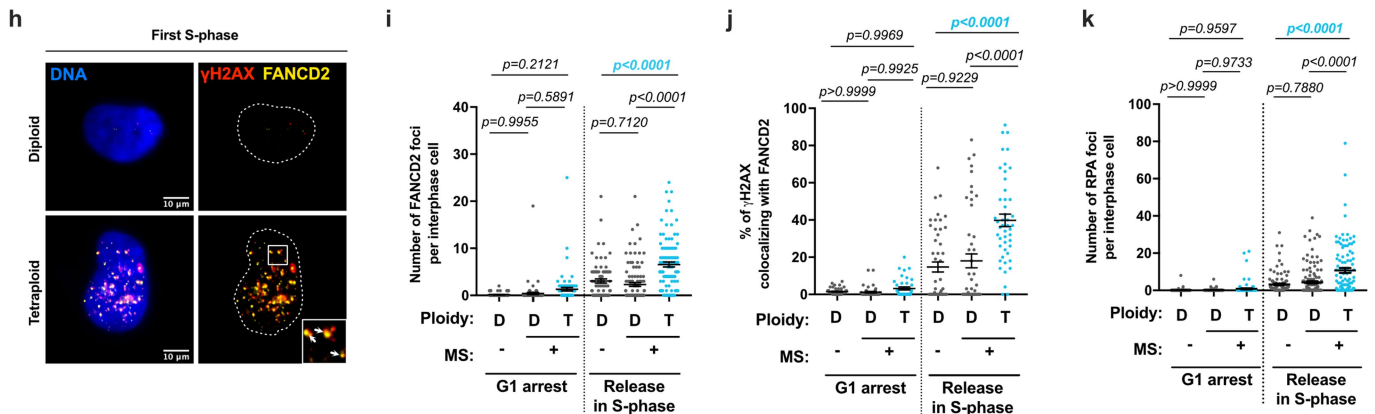 h
First S-phase
DNA
γH2AX FANCD2
Diploid
10 μm
Tetraploid
10 μm
i
p<0.0001
p=0.2121
p=0.5891 p<0.0001
p=0.9955 p=0.7120
Number of FANCD2 foci
per interphase cell
40
30
20
10
0
Ploidy: D D T D D T
MS: - + - +
G1 arrest Release
in S-phase
j
p<0.0001
p=0.9969 p<0.0001
p=0.9925
p>0.9999 p=0.9229
% of γH2AX
colocalizing with FANCD2
100
80
60
40
20
0
Ploidy: D D T D D T
MS: - + - +
G1 arrest Release
in S-phase
k
p=0.9597 p<0.0001
p=0.9733 p<0.0001
p>0.9999 p=0.7880
Number of RPA foci
per interphase cell
100
80
60
40
20
0
Ploidy: D D T D D T
MS: - + - +
G1 arrest Release
in S-phase